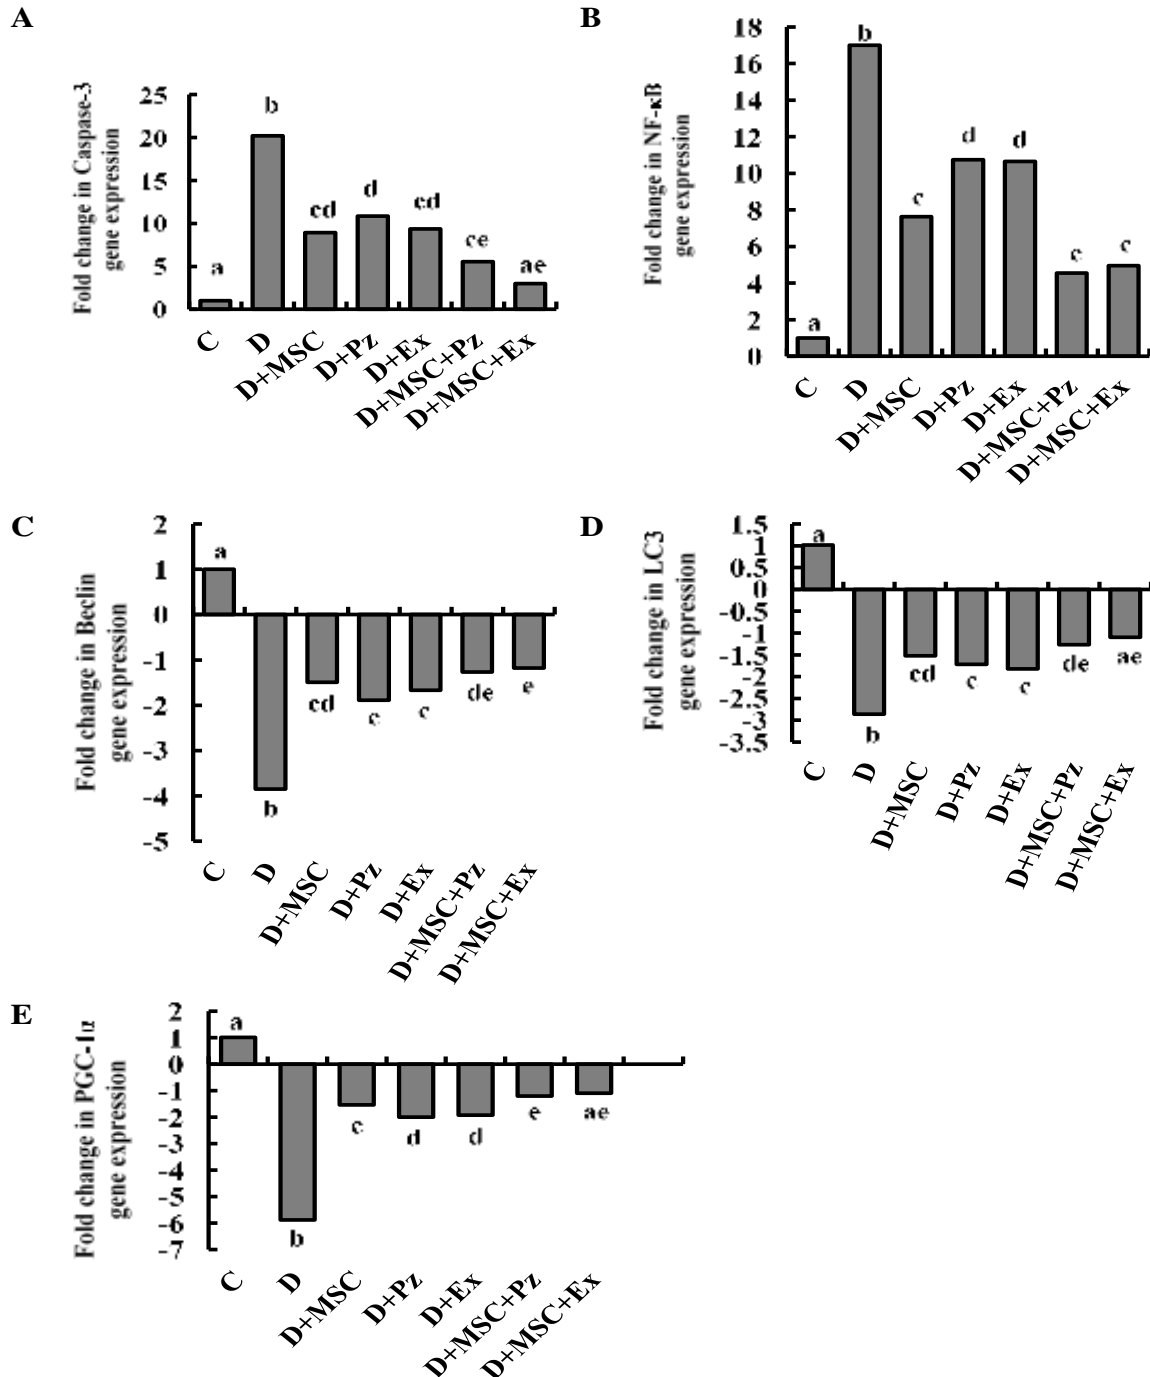 A
Fold change in Caspase-3
gene expression
25
20
15
10
5
0
a
b
cd
d
cd
ce
ae
C
D
D+MSC
D+Pz
D+Ex
D+MSC+Pz
D+MSC+Ex
B
Fold change in NF-κB
gene expression
18
16
14
12
10
8
6
4
2
0
a
b
c
d
d
C
D
D+MSC
D+Pz
D+Ex
D+MSC+Pz
D+MSC+Ex
C
Fold change in Beclin
gene expression
2
1
0
-1
-2
-3
-4
-5
a
b
cd
c
c
de
e
C
D
D+MSC
D+Pz
D+Ex
D+MSC+Pz
D+MSC+Ex
D
Fold change in LC3
gene expression
1.5
1
0.5
0
-0.5
-1
-1.5
-2
-2.5
-3
-3.5
a
b
cd
c
c
de
ae
C
D
D+MSC
D+Pz
D+Ex
D+MSC+Pz
D+MSC+Ex
E
Fold change in PGC-1α
gene expression
2
1
0
-1
-2
-3
-4
-5
-6
-7
a
b
c
d
d
e
ae
C
D
D+MSC
D+Pz
D+Ex
D+MSC+Pz
D+MSC+Ex